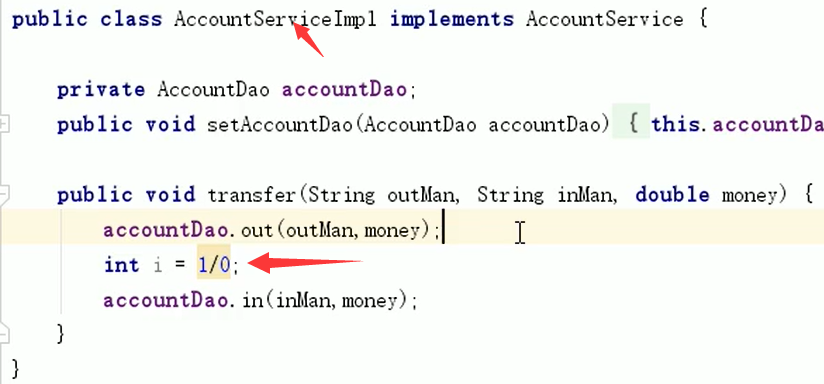 public class AccountServiceImpl implements AccountService {
private AccountDao accountDao;
public void setAccountDao(AccountDao accountDao) { this.accountDa
public void transfer(String outMan, String inMan, double money) {
accountDao.out(outMan,money);
int i = 1/0;
accountDao.in(inMan,money);
}
}